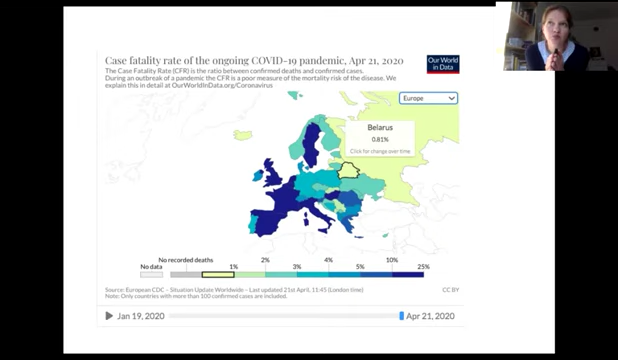 Case fatality rate of the ongoing COVID-19 pandemic, Apr 21, 2020
The Case Fatality Rate (CFR) is the ratio between confirmed deaths and confirmed cases.
During an outbreak of a pandemic the CFR is a poor measure of the mortality risk of the disease. We
explain this in detail at OurWorldInData.org/Coronavirus
Our World
in Data
Europe
Belarus
0.81%
Click for change over time
No data
No recorded deaths
1%
2%
3%
4%
5%
10%
25%
Source: European CDC – Situation Update Worldwide – Last updated 21st April, 11:45 (London time)
Note: Only countries with more than 100 confirmed cases are included.
CC BY
Jan 19, 2020
Apr 21, 2020